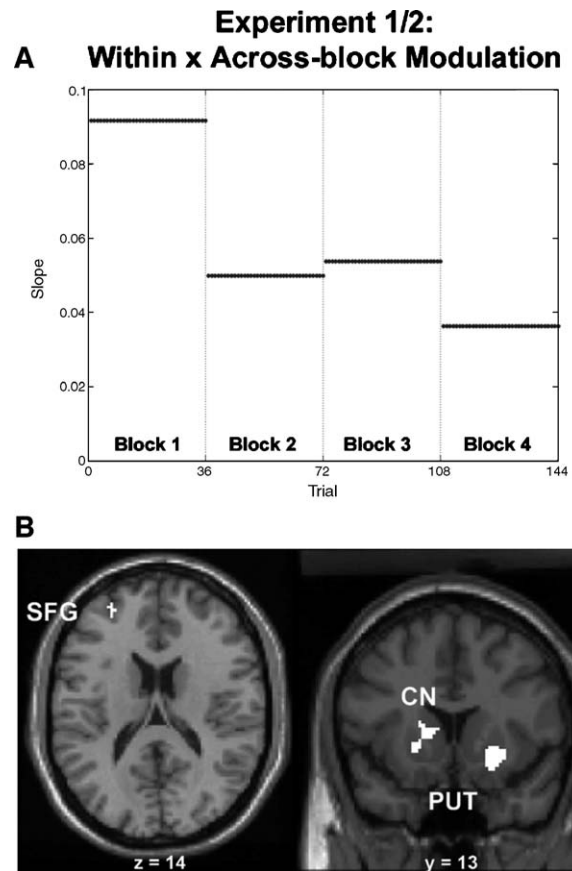 Experiment 1/2:
Within x Across-block Modulation
A
0.1
0.08
0.06
0.04
0.02
0
Slope
Block 1 Block 2 Block 3 Block 4
0 36 72 108 144
Trial
B
SFG
CN
PUT
z = 14 y = 13